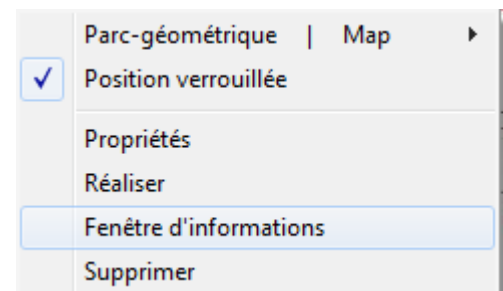 Parc-géométrique | Map
Position verrouillée
Propriétés
Réaliser
Fenêtre d'informations
Supprimer